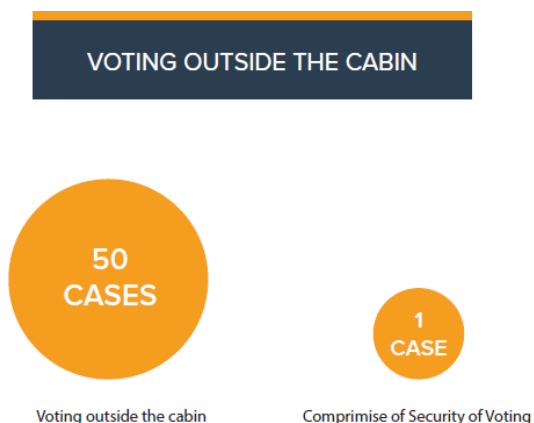 VOTING OUTSIDE THE CABIN
50
CASES
1
CASE
Voting outside the cabin
Comprimise of Security of Voting